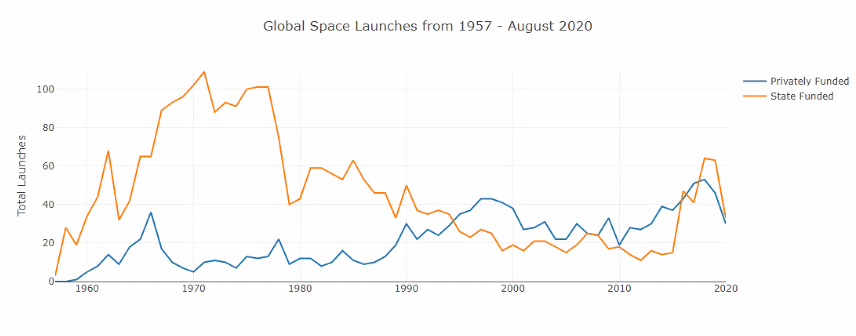 Global Space Launches from 1957 - August 2020
Privately Funded
State Funded
Total Launches
100
80
60
40
20
0
1960 1970 1980 1990 2000 2010 2020